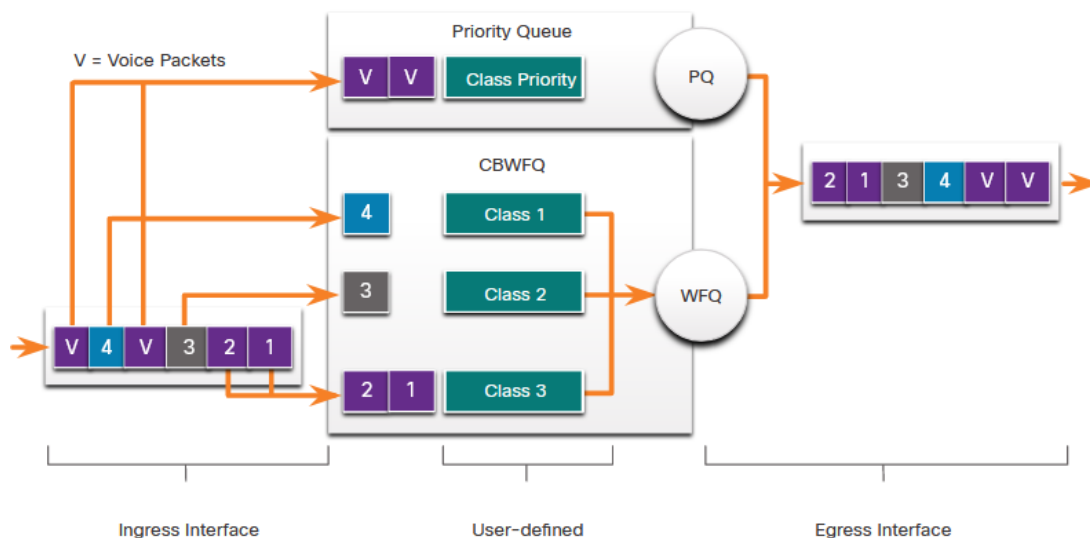 Priority Queue
V = Voice Packets
V V Class Priority
PQ
CBWFQ
2 1 3 4 V V
4 Class 1
3 Class 2
WFQ
V 4 V 3 2 1
2 1 Class 3
Ingress Interface
User-defined
Egress Interface